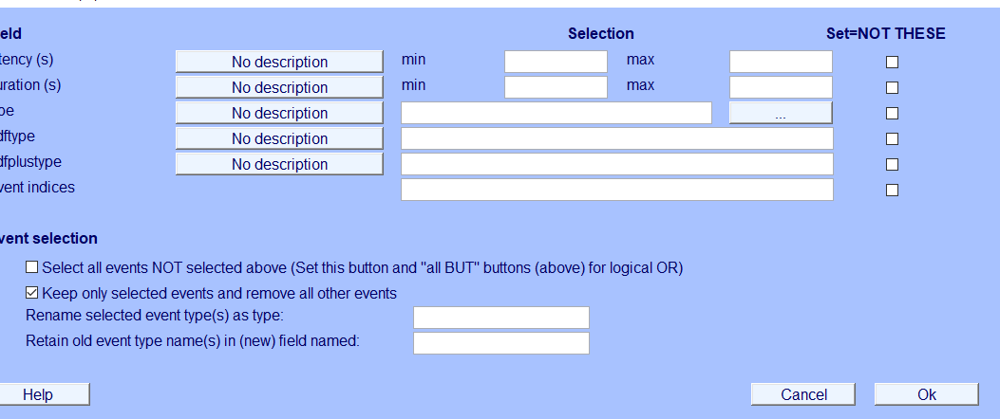 eld Selection Set=NOT THESE
tency (s) No description min max
uration (s) No description min max
pe No description ...
dftype No description
dfplustype No description
vent indices
vent selection
Select all events NOT selected above (Set this button and "all BUT" buttons (above) for logical OR)
Keep only selected events and remove all other events
Rename selected event type(s) as type:
Retain old event type name(s) in (new) field named:
Help Cancel Ok